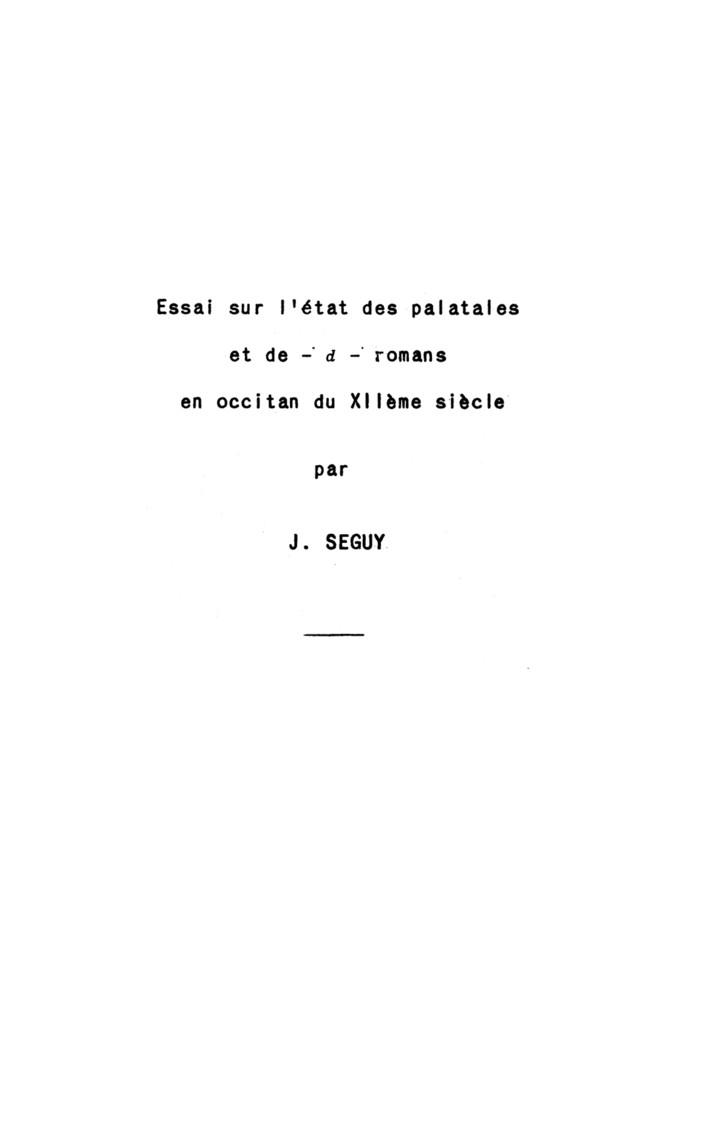 Essai sur l'état des palatales
et de - d - romans
en occitan du XIIème siècle
par
J. SEGUY